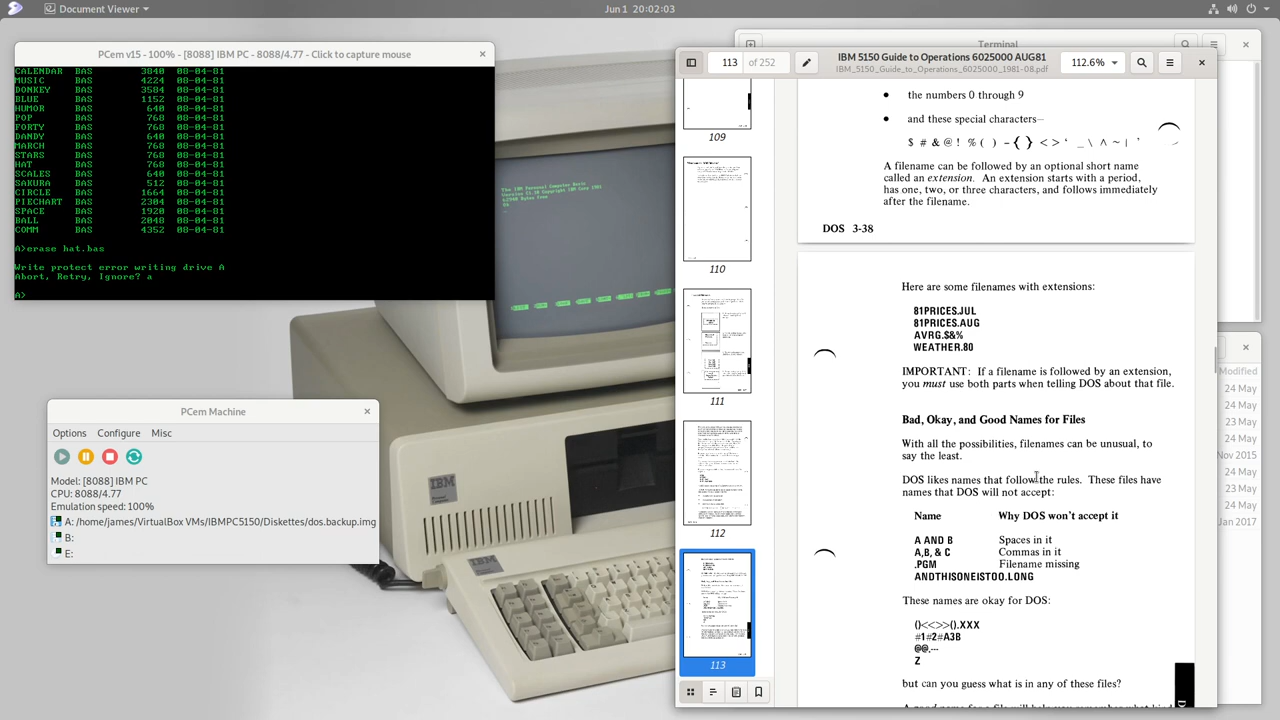 Document Viewer
Jun 1 20:02:03
PCem v15 - 100% - [8088] IBM PC - 8088/4.77 - Click to capture mouse
CALENDAR BAS 3840 08-04-81
MUSIC BAS 4224 08-04-81
DONKEY BAS 3584 08-04-81
BLUE BAS 1152 08-04-81
HUMOR BAS 640 08-04-81
POP BAS 768 08-04-81
FORTY BAS 768 08-04-81
DANDY BAS 640 08-04-81
MARCH BAS 768 08-04-81
STARS BAS 768 08-04-81
HAT BAS 768 08-04-81
SCALES BAS 640 08-04-81
SAKURA BAS 512 08-04-81
CIRCLE BAS 1664 08-04-81
PIECHART BAS 2304 08-04-81
SPACE BAS 1920 08-04-81
BALL BAS 2048 08-04-81
COMM BAS 4352 08-04-81
A>erase hat.bas
Write protect error writing drive A
Abort, Retry, Ignore? a
A>
The IBM Personal Computer Basic
Ok
IBM
IBM
PCem Machine
Options Configure Misc
Model: [8088] IBM PC
CPU: 8088/4.77
Emulation speed: 100%
A: /home/james/VirtualBox VMs/IBMPC5150/Diskettes/dos.backup.img
B:
E:
Terminal
113 of 252
IBM 5150 Guide to Operations 6025000 AUG81
IBM_5150_Guide_to_Operations_6025000_1981-08.pdf
112.6%
109
110
111
112
113
• the numbers 0 through 9
• and these special characters—
$ # & @ ! % ( ) - { } < > ‘ _ \ ^ ~ | ’
A filename can be followed by an optional short name
called an extension. An extension starts with a period,
has one, two, or three characters, and follows immediately
after the filename.
DOS 3-38
Here are some filenames with extensions:
81PRICES.JUL
81PRICES.AUG
AVRG.$&%
WEATHER.80
IMPORTANT: If a filename is followed by an extension,
you must use both parts when telling DOS about that file.
Bad, Okay, and Good Names for Files
With all the possibilities, filenames can be unusual, to
say the least.
DOS likes names that follow the rules. These files have
names that DOS will not accept:
Name Why DOS won't accept it
A AND B Spaces in it
A,B, & C Commas in it
.PGM Filename missing
ANDTHISONEISTOO.LONG
These names are okay for DOS:
()<<>>().XXX
#1#2#A3B
@@.---
Z
but can you guess what is in any of these files?
Modified
24 May
24 May
23 May
24 May
Nov 2015
24 May
24 May
24 May
Jan 2017